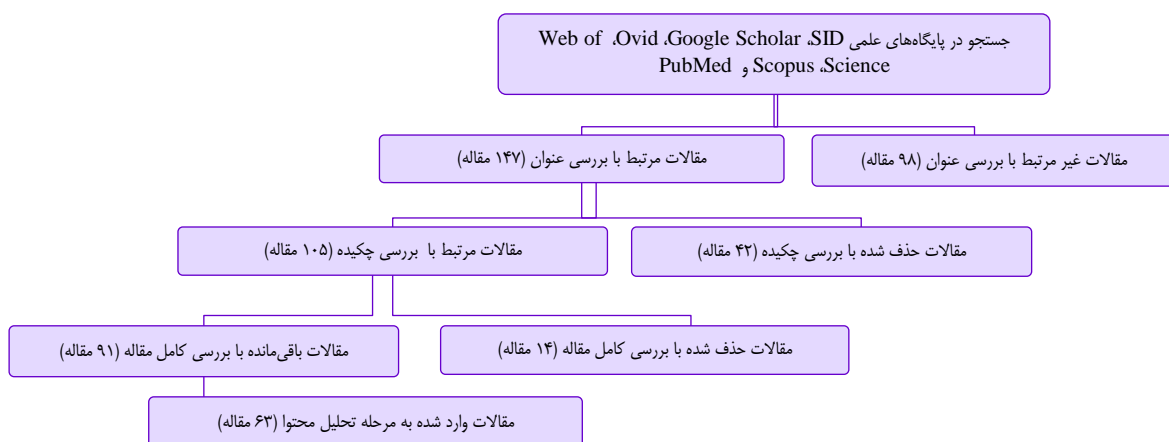 جستجو در پایگاه‌های علمی SID، Google Scholar، Ovid، Web of
Science، Scopus و PubMed
مقالات غیر مرتبط با بررسی عنوان (۹۸ مقاله)
مقالات مرتبط با بررسی عنوان (۱۴۷ مقاله)
مقالات حذف شده با بررسی چکیده (۴۲ مقاله)
مقالات مرتبط با بررسی چکیده (۱۰۵ مقاله)
مقالات حذف شده با بررسی کامل مقاله (۱۴ مقاله)
مقالات باقی‌مانده با بررسی کامل مقاله (۹۱ مقاله)
مقالات وارد شده به مرحله تحلیل محتوا (۶۳ مقاله)